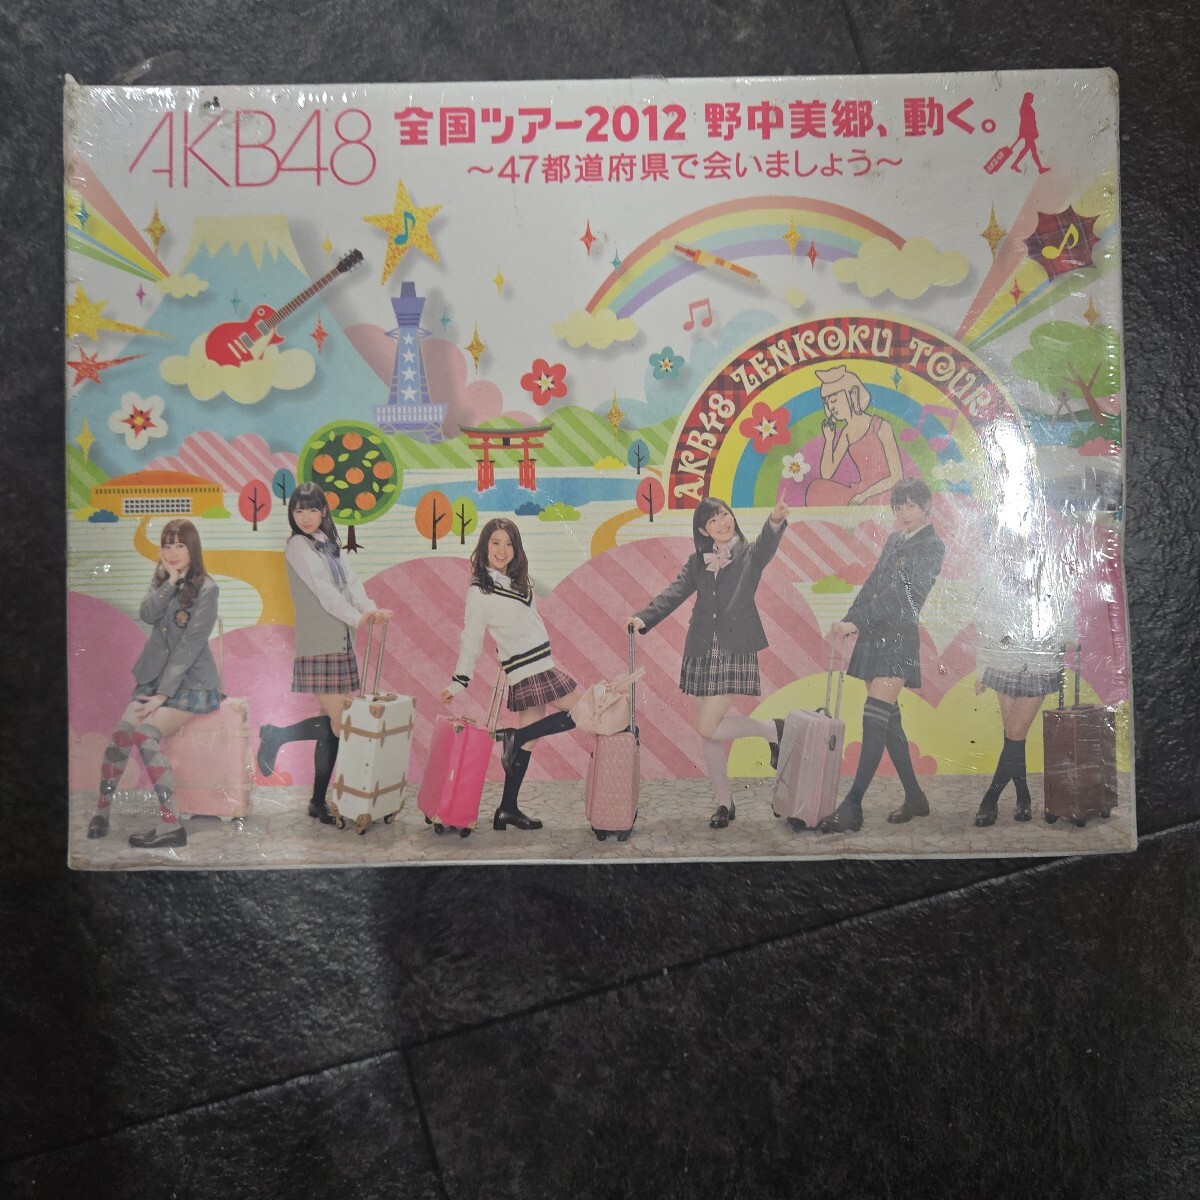 AKB48
全国ツアー2012 野中美郷、動く。
～47都道府県で会いましょう～
AKB48
AKB48 ZENKOKU TOUR